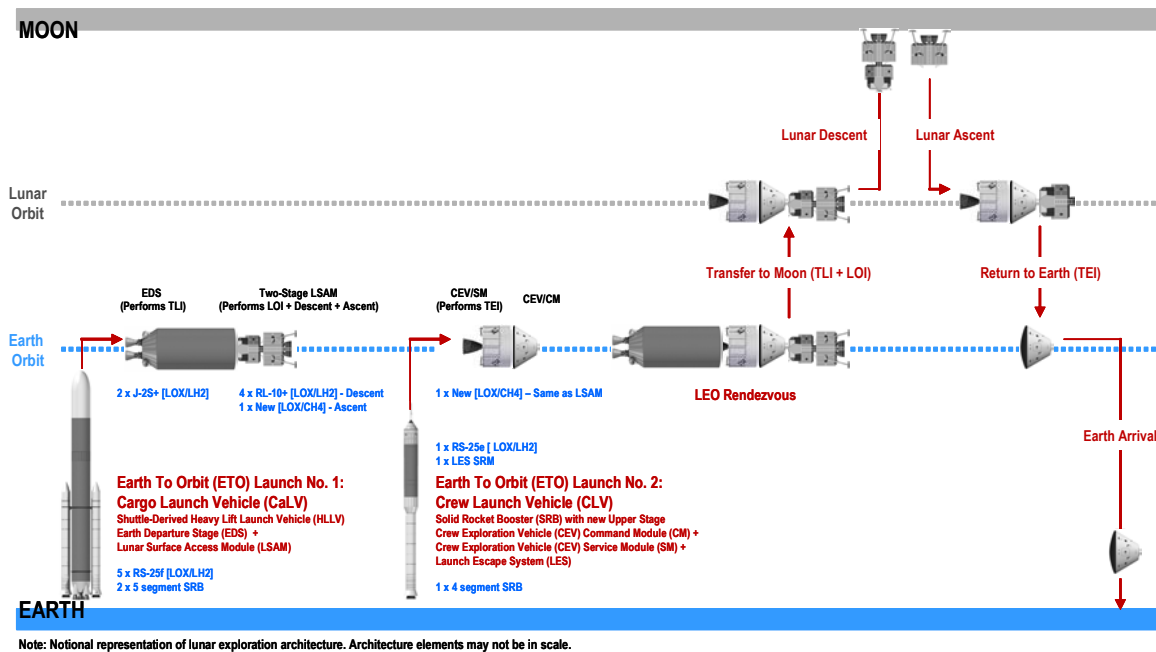 MOON
Lunar Descent
Lunar Ascent
Lunar
Orbit
Transfer to Moon (TLI + LOI)
Return to Earth (TEI)
EDS
(Performs TLI)
Two-Stage LSAM
(Performs LOI + Descent + Ascent)
CEV/SM
(Performs TEI)
CEV/CM
Earth
Orbit
2 x J-2S+ [LOX/LH2]
4 x RL-10+ [LOX/LH2] - Descent
1 x New [LOX/CH4] - Ascent
1 x New [LOX/CH4] – Same as LSAM
LEO Rendezvous
Earth Arrival
1 x RS-25e [ LOX/LH2]
1 x LES SRM
Earth To Orbit (ETO) Launch No. 1:
Cargo Launch Vehicle (CaLV)
Shuttle-Derived Heavy Lift Launch Vehicle (HLLV)
Earth Departure Stage (EDS) +
Lunar Surface Access Module (LSAM)
5 x RS-25f [LOX/LH2]
2 x 5 segment SRB
Earth To Orbit (ETO) Launch No. 2:
Crew Launch Vehicle (CLV)
Solid Rocket Booster (SRB) with new Upper Stage
Crew Exploration Vehicle (CEV) Command Module (CM) +
Crew Exploration Vehicle (CEV) Service Module (SM) +
Launch Escape System (LES)
1 x 4 segment SRB
EARTH
Note: Notional representation of lunar exploration architecture. Architecture elements may not be in scale.